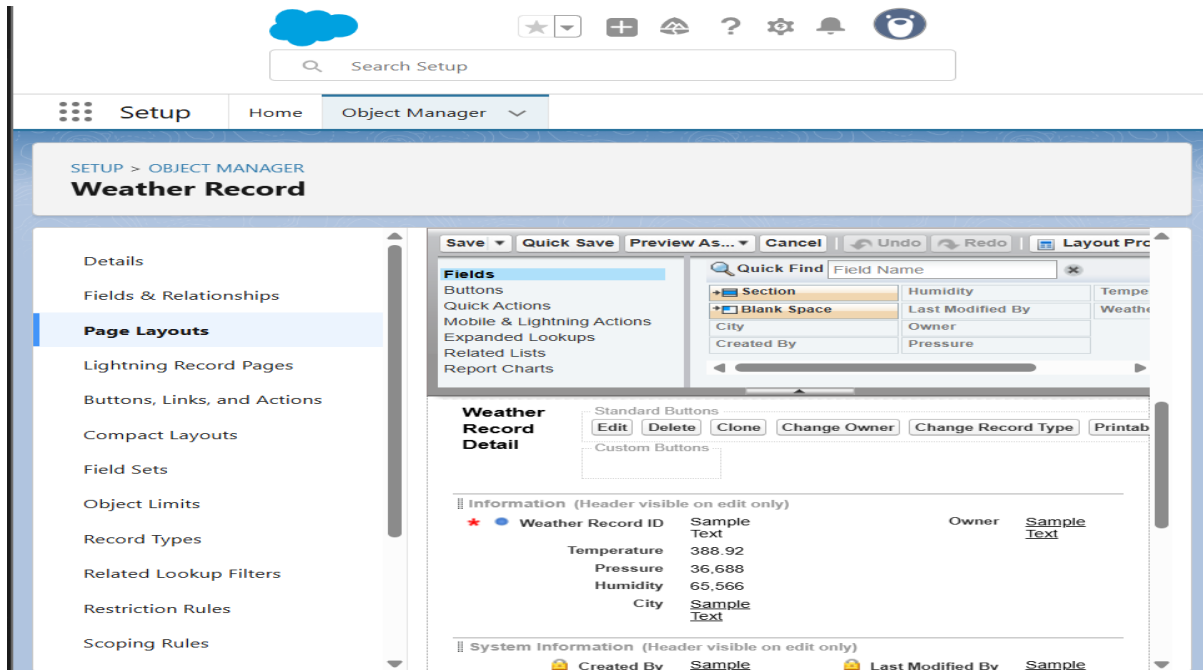 Search Setup
Setup Home Object Manager
SETUP > OBJECT MANAGER
Weather Record
Details
Fields & Relationships
Page Layouts
Lightning Record Pages
Buttons, Links, and Actions
Compact Layouts
Field Sets
Object Limits
Record Types
Related Lookup Filters
Restriction Rules
Scoping Rules
Save Quick Save Preview As... Cancel Undo Redo Layout Pro
Fields
Buttons
Quick Actions
Mobile & Lightning Actions
Expanded Lookups
Related Lists
Report Charts
Quick Find Field Name
Section Humidity Tempe
Blank Space Last Modified By Weathe
City Owner
Created By Pressure
Weather
Record
Detail
Standard Buttons
Edit Delete Clone Change Owner Change Record Type Printab
Custom Buttons
Information (Header visible on edit only)
* Weather Record ID Sample Text Owner Sample Text
Temperature 388.92
Pressure 36,688
Humidity 65,566
City Sample Text
System Information (Header visible on edit only)
Created By Sample Last Modified By Sample